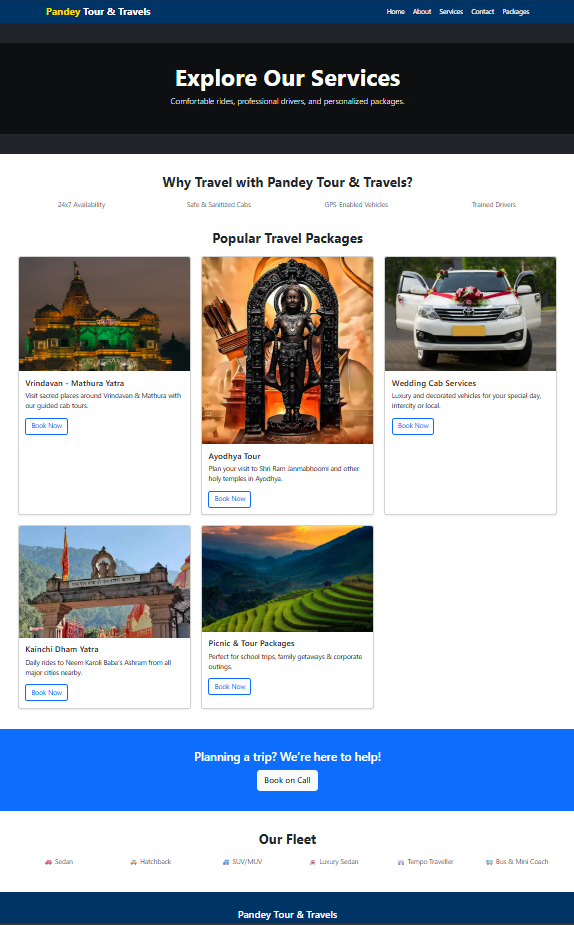 Pandey Tour & Travels
Home About Services Contact Packages
Explore Our Services
Comfortable rides, professional drivers, and personalized packages.
Why Travel with Pandey Tour & Travels?
24x7 Availability
Safe & Sanitized Cabs
GPS-Enabled Vehicles
Trained Drivers
Popular Travel Packages
Vrindavan - Mathura Yatra
Visit sacred places around Vrindavan & Mathura with
our guided cab tours.
Book Now
Ayodhya Tour
Plan your visit to Shri Ram Janmabhoomi and other
holy temples in Ayodhya.
Book Now
Wedding Cab Services
Luxury and decorated vehicles for your special day,
intercity or local.
Book Now
Kainchi Dham Yatra
Daily rides to Neem Karoli Baba's Ashram from all
major cities nearby.
Book Now
Picnic & Tour Packages
Perfect for school trips, family getaways & corporate
outings.
Book Now
Planning a trip? We're here to help!
Book on Call
Our Fleet
Sedan
Hatchback
SUV/MUV
Luxury Sedan
Tempo Traveller
Bus & Mini Coach
Pandey Tour & Travels